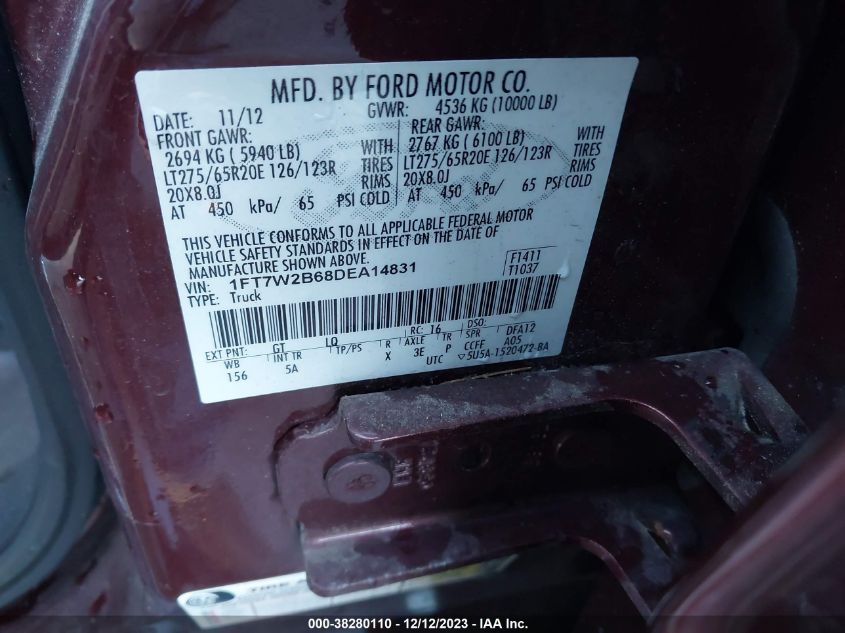 MFD. BY FORD MOTOR CO.
DATE: 11/12 GVWR: 4536 KG (10000 LB)
FRONT GAWR: REAR GAWR:
2694 KG ( 5940 LB) WITH 2767 KG ( 6100 LB) WITH
LT275/65R20E 126/123R TIRES LT275/65R20E 126/123R TIRES
20X8.0J RIMS 20X8.0J RIMS
AT 450 kPa/ 65 PSI COLD AT 450 kPa/ 65 PSI COLD
THIS VEHICLE CONFORMS TO ALL APPLICABLE FEDERAL MOTOR
VEHICLE SAFETY STANDARDS IN EFFECT ON THE DATE OF
MANUFACTURE SHOWN ABOVE.
VIN: 1FT7W2B68DEA14831 F1411
TYPE: Truck T1037
EXT PNT: GT LQ RC: 16 DSO:
WB INT TR TP/PS R AXLE TR SPR DFA12
156 5A X 3E P CCFF A05
UTC ▽5U5A-1520472-BA
TIRE
000-38280110 - 12/12/2023 - IAA Inc.